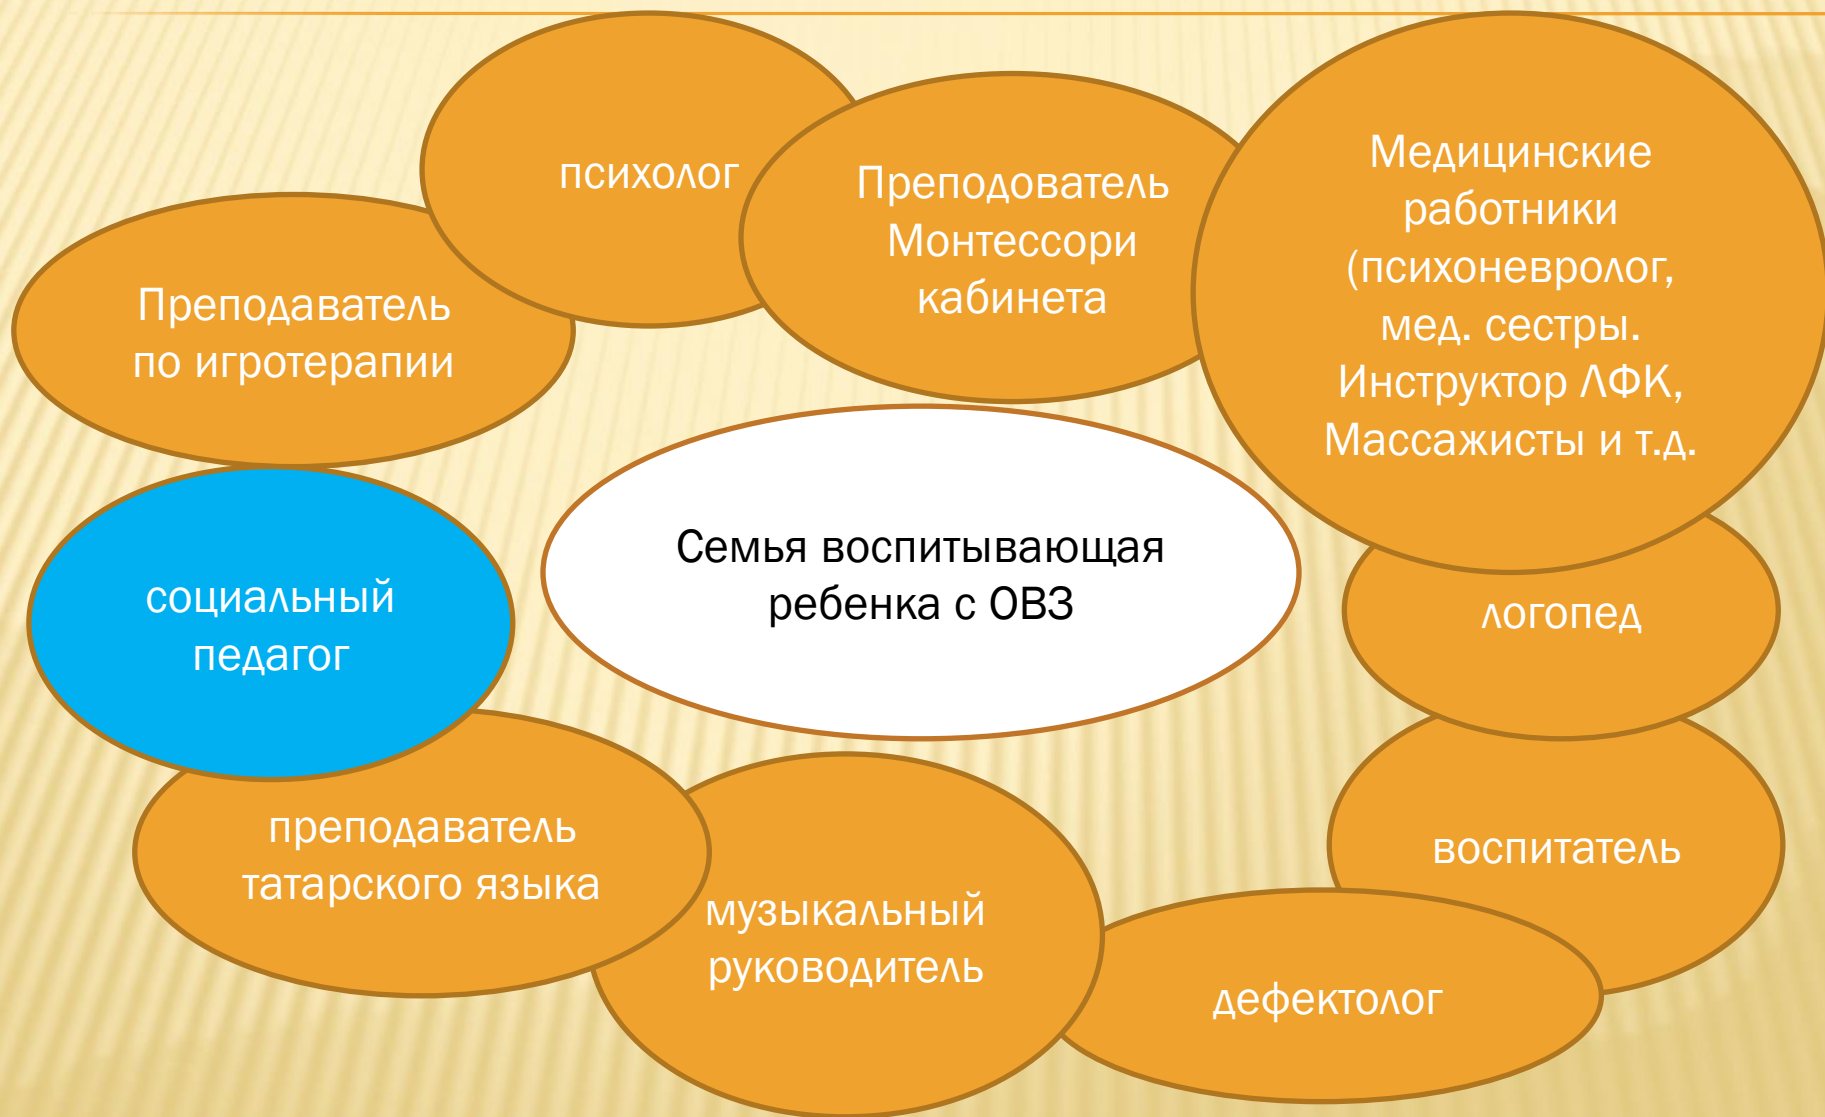 психолог
Преподователь
Монтессори
кабинета
Медицинские
работники
(психоневролог,
мед. сестры.
Инструктор ЛФК,
Массажисты и т.д.
Преподаватель
по игротерапии
Семья воспитывающая
ребенка с ОВЗ
социальный
педагог
логопед
преподаватель
татарского языка
воспитатель
музыкальный
руководитель
дефектолог